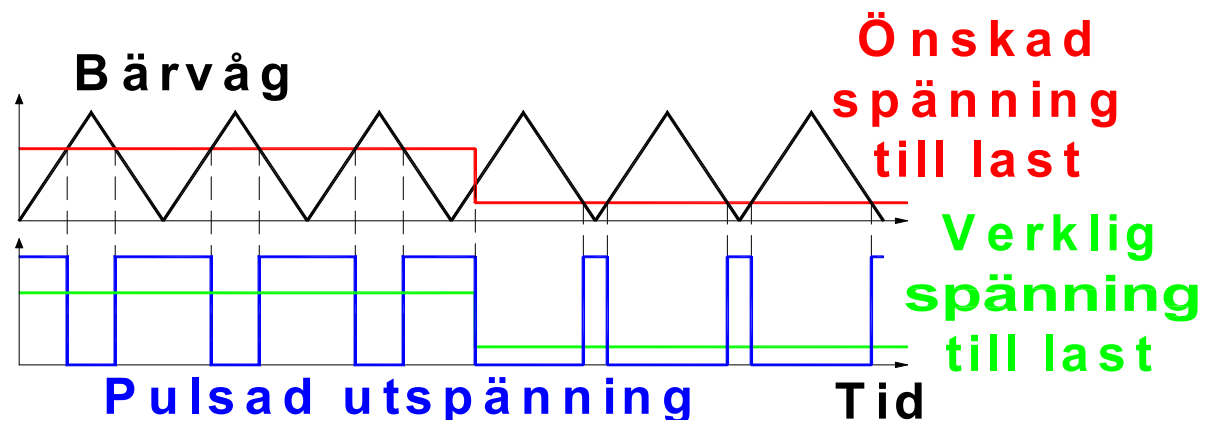 Bärvåg
Önskad
spänning
till last
Verklig
spänning
till last
Pulsad utspänning
Tid